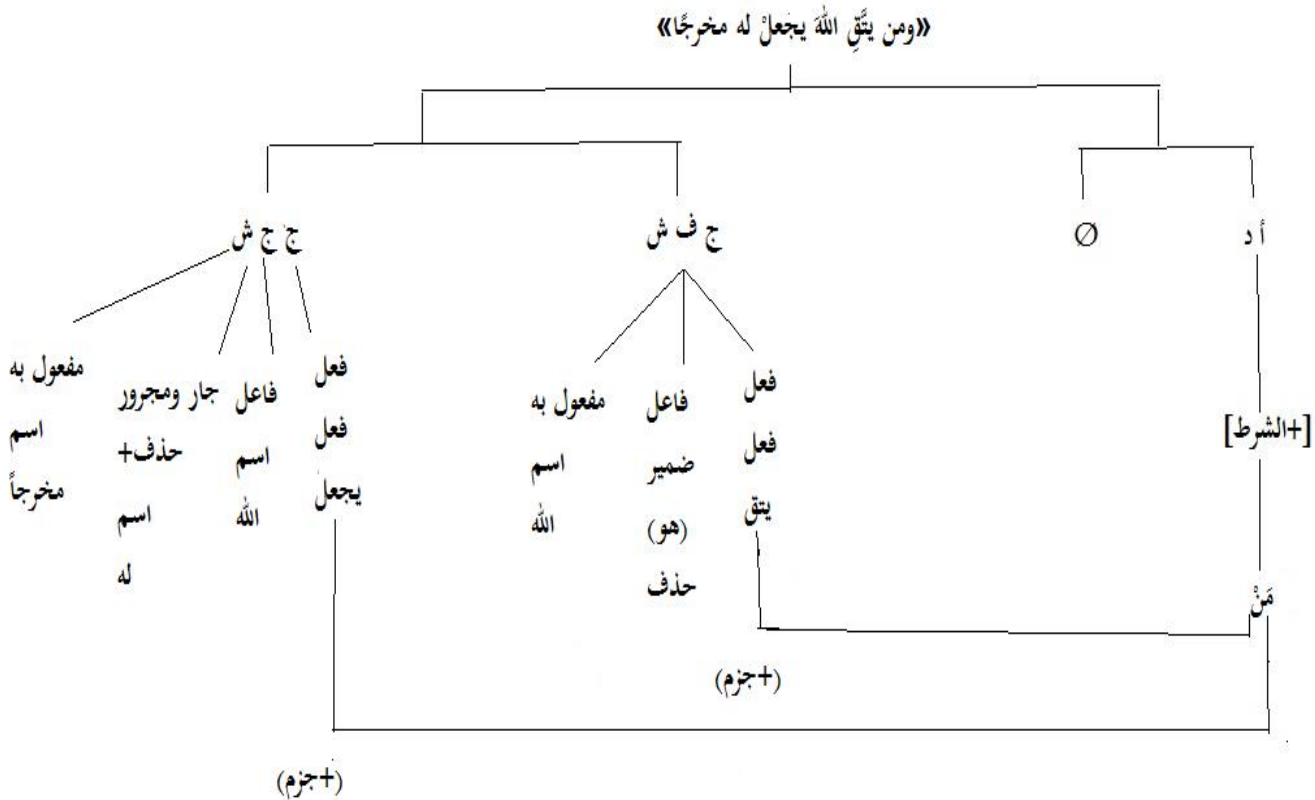 «ومن يتَّقِ اللهَ يجعلْ له مخرجًا»
أ د
Ø
ج ف ش
ج ج ش
[+الشرط]
مَنْ
فعل
فعل
يتق
فاعل
ضمير
(هو)
حذف
مفعول به
اسم
الله
فعل
فعل
يجعل
فاعل
اسم
الله
جار ومجرور
حذف+
اسم
له
مفعول به
اسم
مخرجاً
(+جزم)
(+جزم)